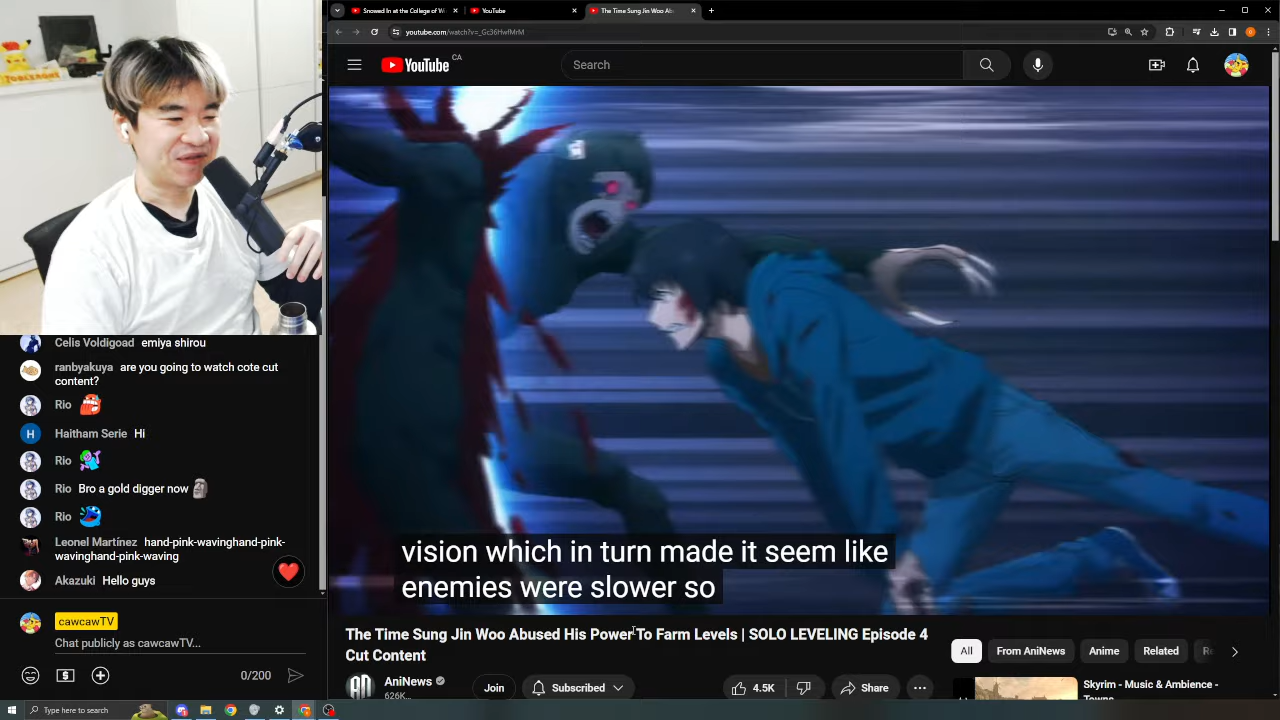 Snowed In at the College of W
YouTube
The Time Sung Jin Woo Ab
youtube.com/watch?v=_Gc36HwfMrM
YouTube CA
Search
TOBLERONE
Celis Voldigoad emiya shirou
ranbyakuya are you going to watch cote cut
content?
Rio
Haitham Serie Hi
Rio
Rio Bro a gold digger now
Rio
Leonel Martínez hand-pink-wavinghand-pink-
wavinghand-pink-waving
Akazuki Hello guys
cawcawTV
Chat publicly as cawcawTV...
0/200
vision which in turn made it seem like
enemies were slower so
The Time Sung Jin Woo Abused His Power To Farm Levels | SOLO LEVELING Episode 4
Cut Content
AniNews
626K
Join
Subscribed
4.5K
Share
All
From AniNews
Anime
Related
Re
Skyrim - Music & Ambience -
Towns
Type here to search